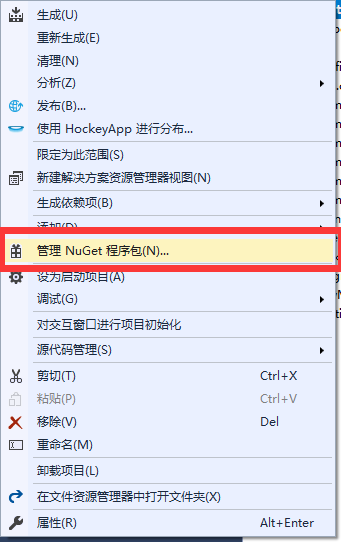 生成(U)
重新生成(E)
清理(N)
分析(Z)
发布(B)...
使用 HockeyApp 进行分发...
限定为此范围(S)
新建解决方案资源管理器视图(N)
生成依赖项(B)
添加(D)
管理 NuGet 程序包(N)...
设为启动项目(A)
调试(G)
对交互窗口进行项目初始化
源代码管理(S)
剪切(T) Ctrl+X
粘贴(P) Ctrl+V
移除(V) Del
重命名(M)
卸载项目(L)
在文件资源管理器中打开文件夹(X)
属性(R) Alt+Enter